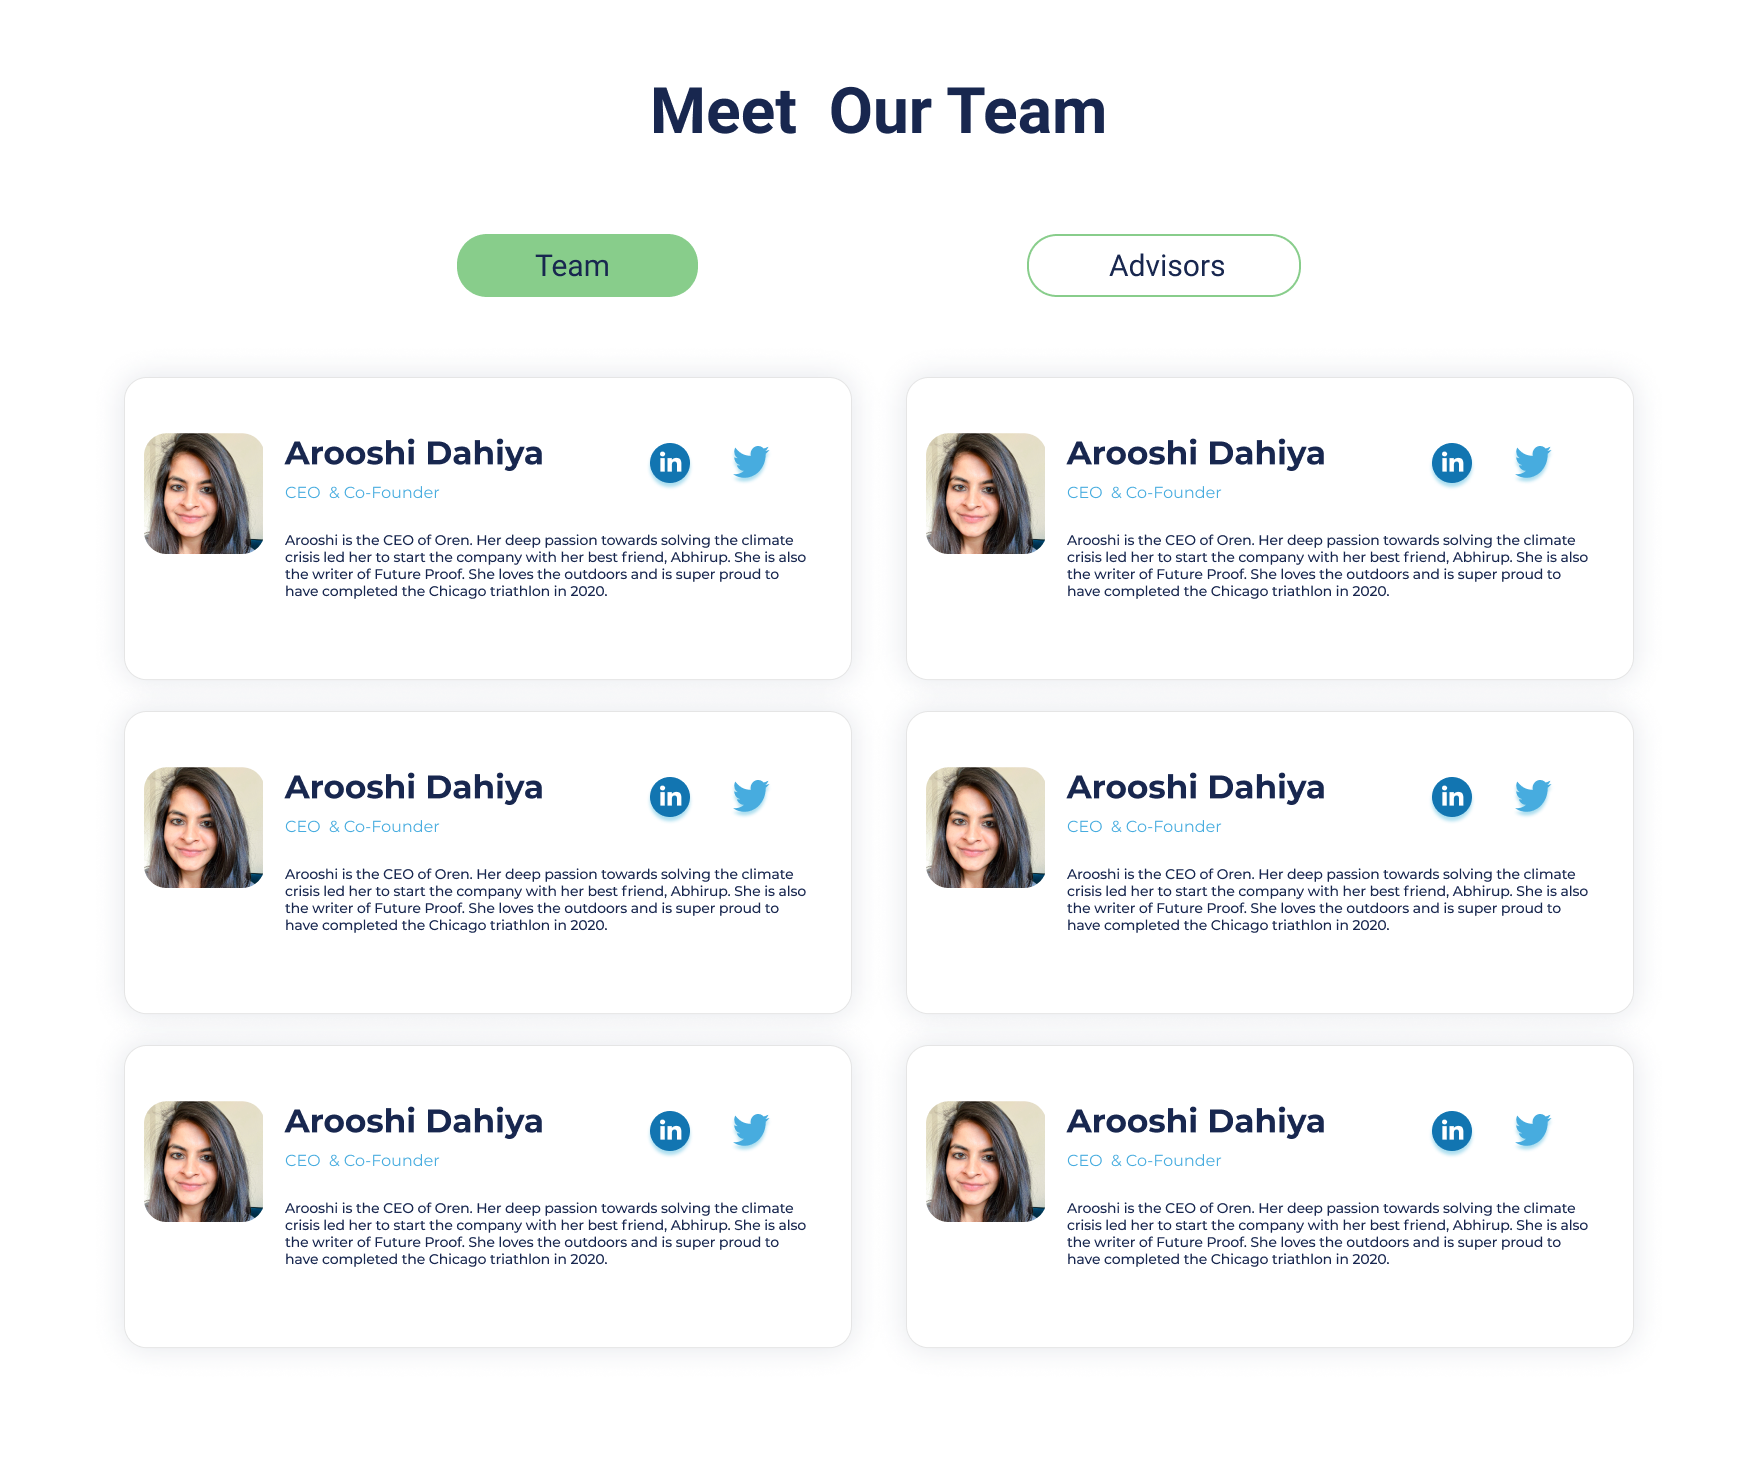 Meet  Our Team
Team
Advisors
Arooshi Dahiya
in
CEO  & Co-Founder
Arooshi is the CEO of Oren. Her deep passion towards solving the climate
crisis led her to start the company with her best friend, Abhirup. She is also
the writer of Future Proof. She loves the outdoors and is super proud to
have completed the Chicago triathlon in 2020.
Arooshi Dahiya
in
CEO  & Co-Founder
Arooshi is the CEO of Oren. Her deep passion towards solving the climate
crisis led her to start the company with her best friend, Abhirup. She is also
the writer of Future Proof. She loves the outdoors and is super proud to
have completed the Chicago triathlon in 2020.
Arooshi Dahiya
in
CEO  & Co-Founder
Arooshi is the CEO of Oren. Her deep passion towards solving the climate
crisis led her to start the company with her best friend, Abhirup. She is also
the writer of Future Proof. She loves the outdoors and is super proud to
have completed the Chicago triathlon in 2020.
Arooshi Dahiya
in
CEO  & Co-Founder
Arooshi is the CEO of Oren. Her deep passion towards solving the climate
crisis led her to start the company with her best friend, Abhirup. She is also
the writer of Future Proof. She loves the outdoors and is super proud to
have completed the Chicago triathlon in 2020.
Arooshi Dahiya
in
CEO  & Co-Founder
Arooshi is the CEO of Oren. Her deep passion towards solving the climate
crisis led her to start the company with her best friend, Abhirup. She is also
the writer of Future Proof. She loves the outdoors and is super proud to
have completed the Chicago triathlon in 2020.
Arooshi Dahiya
in
CEO  & Co-Founder
Arooshi is the CEO of Oren. Her deep passion towards solving the climate
crisis led her to start the company with her best friend, Abhirup. She is also
the writer of Future Proof. She loves the outdoors and is super proud to
have completed the Chicago triathlon in 2020.